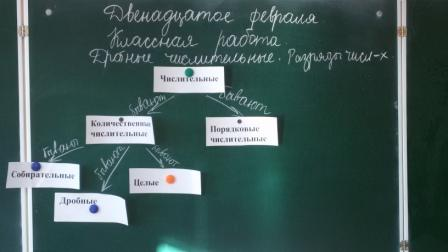 Двенадцатое февраля.
Классная работа
Дробные числительные. Разряды числ-х
Числительные
бывают
бывают
Количественные
числительные
Порядковые
числительные
бывают
бывают
бывают
Собирательные
Целые
Дробные